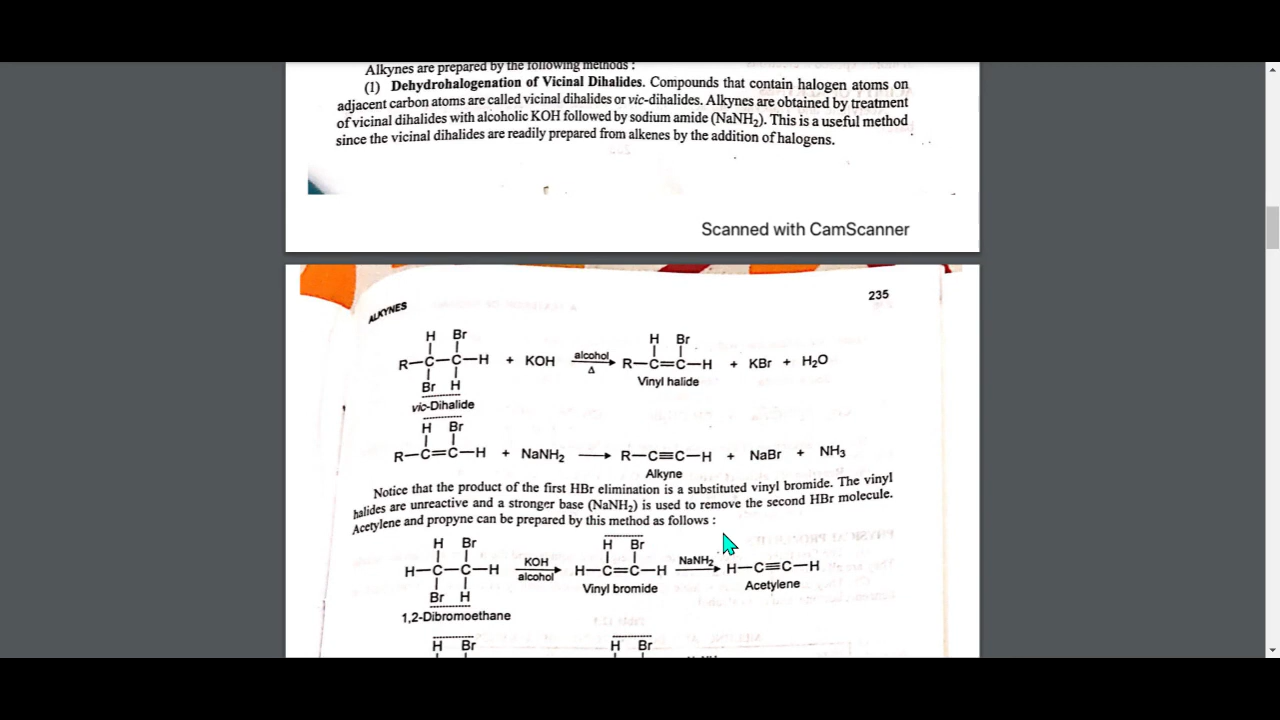 Alkynes are prepared by the following methods :
(1) Dehydrohalogenation of Vicinal Dihalides. Compounds that contain halogen atoms on
adjacent carbon atoms are called vicinal dihalides or vic-dihalides. Alkynes are obtained by treatment
of vicinal dihalides with alcoholic KOH followed by sodium amide (NaNH₂). This is a useful method
since the vicinal dihalides are readily prepared from alkenes by the addition of halogens.
Scanned with CamScanner
ALKYNES
235
H Br H Br
R—C—C—H + KOH alcohol Δ R—C=C—H + KBr + H₂O
Br H Vinyl halide
vic-Dihalide
H Br
R—C=C—H + NaNH₂ ⟶ R—C≡C—H + NaBr + NH₃
Alkyne
Notice that the product of the first HBr elimination is a substituted vinyl bromide. The vinyl
halides are unreactive and a stronger base (NaNH₂) is used to remove the second HBr molecule.
Acetylene and propyne can be prepared by this method as follows :
H Br H Br
H—C—C—H KOH alcohol H—C=C—H NaNH₂ H—C≡C—H
Br H Vinyl bromide Acetylene
1,2-Dibromoethane
H Br H Br